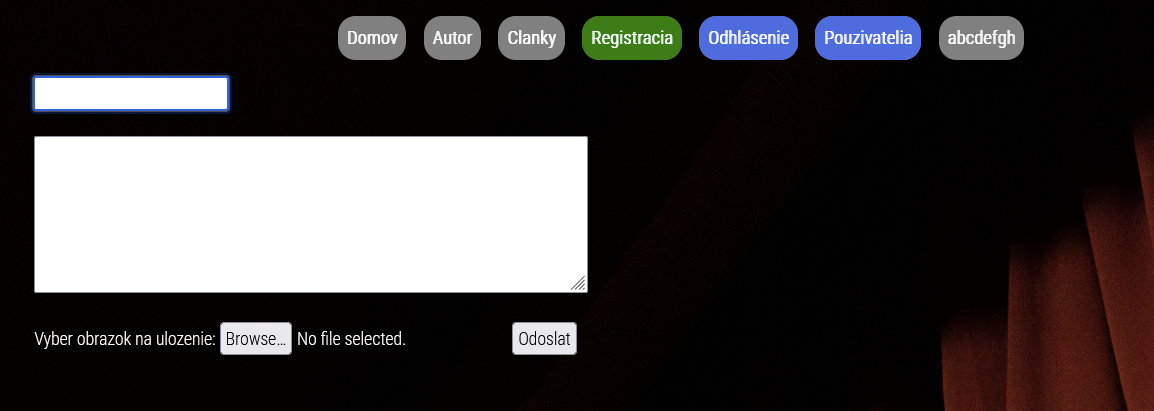 Domov Autor Clanky Registracia Odhlásenie Pouzivatelia abcdefgh
Vyber obrazok na ulozenie: Browse... No file selected. Odoslat